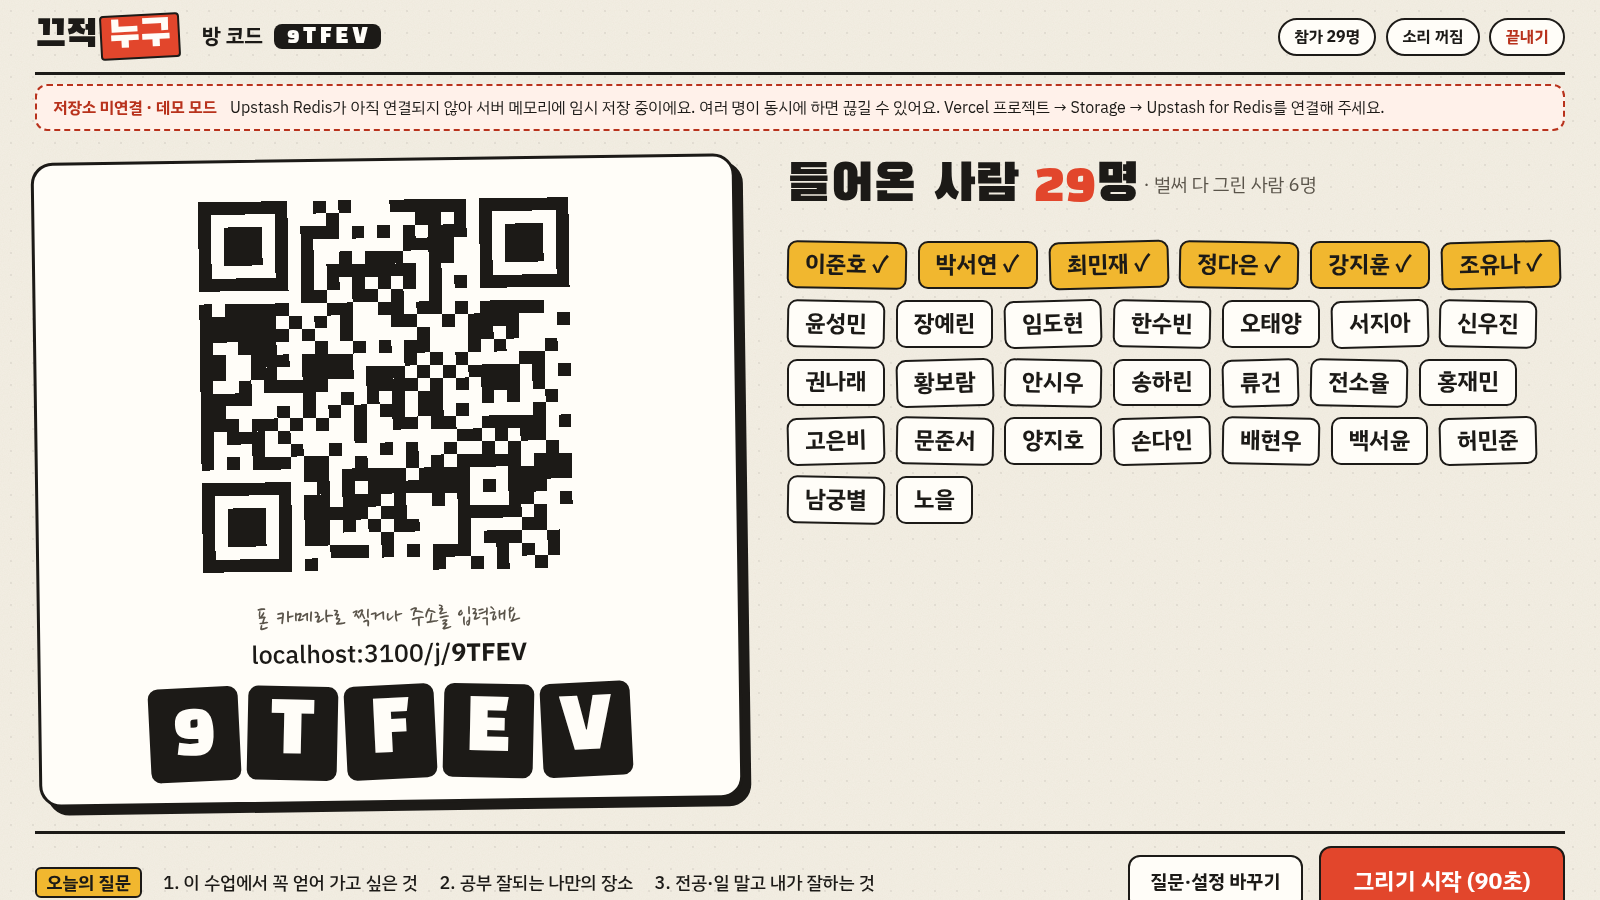 끄적누구 방 코드 9TFEV 참가 29명 소리 꺼짐 끝내기
저장소 미연결 · 데모 모드 Upstash Redis가 아직 연결되지 않아 서버 메모리에 임시 저장 중이에요. 여러 명이 동시에 하면 끊길 수 있어요. Vercel 프로젝트 → Storage → Upstash for Redis를 연결해 주세요.
폰 카메라로 찍거나 주소를 입력해요
localhost:3100/j/9TFEV
9TFEV
들어온 사람 29명 · 벌써 다 그린 사람 6명
이준호 ✓ 박서연 ✓ 최민재 ✓ 정다은 ✓ 강지훈 ✓ 조유나 ✓
윤성민 장예린 임도현 한수빈 오태양 서지아 신우진
권나래 황보람 안시우 송하린 류건 전소율 홍재민
고은비 문준서 양지호 손다인 배현우 백서윤 허민준
남궁별 노을
오늘의 질문 1. 이 수업에서 꼭 얻어 가고 싶은 것 2. 공부 잘되는 나만의 장소 3. 전공·일 말고 내가 잘하는 것
질문·설정 바꾸기 그리기 시작 (90초)